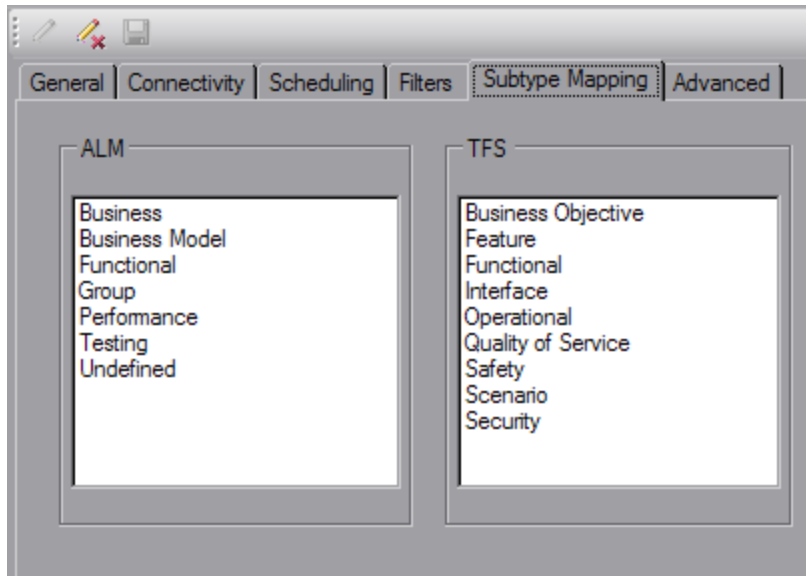 General Connectivity Scheduling Filters Subtype Mapping Advanced
ALM
Business
Business Model
Functional
Group
Performance
Testing
Undefined
TFS
Business Objective
Feature
Functional
Interface
Operational
Quality of Service
Safety
Scenario
Security